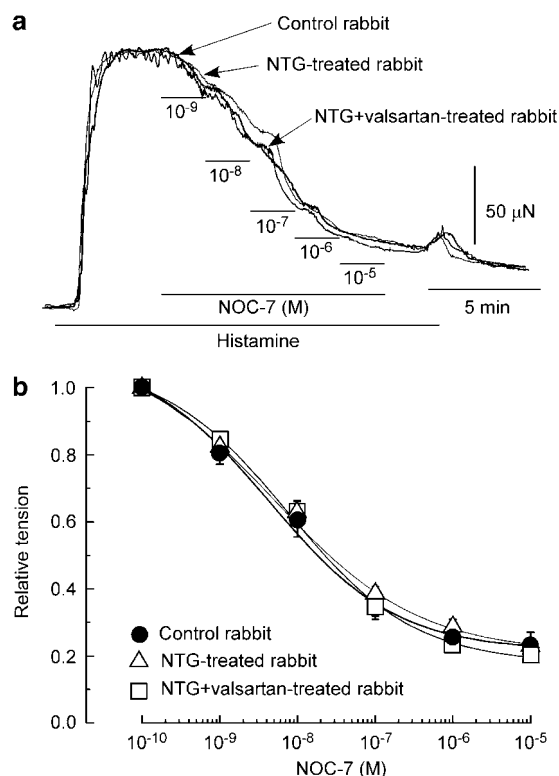 a
Control rabbit
NTG-treated rabbit
NTG+valsartan-treated rabbit
10-9
10-8
10-7
10-6
10-5
50 µN
NOC-7 (M)
5 min
Histamine
b
Relative tension
1.0
0.8
0.6
0.4
0.2
0.0
Control rabbit
NTG-treated rabbit
NTG+valsartan-treated rabbit
10-10
10-9
10-8
10-7
10-6
10-5
NOC-7 (M)